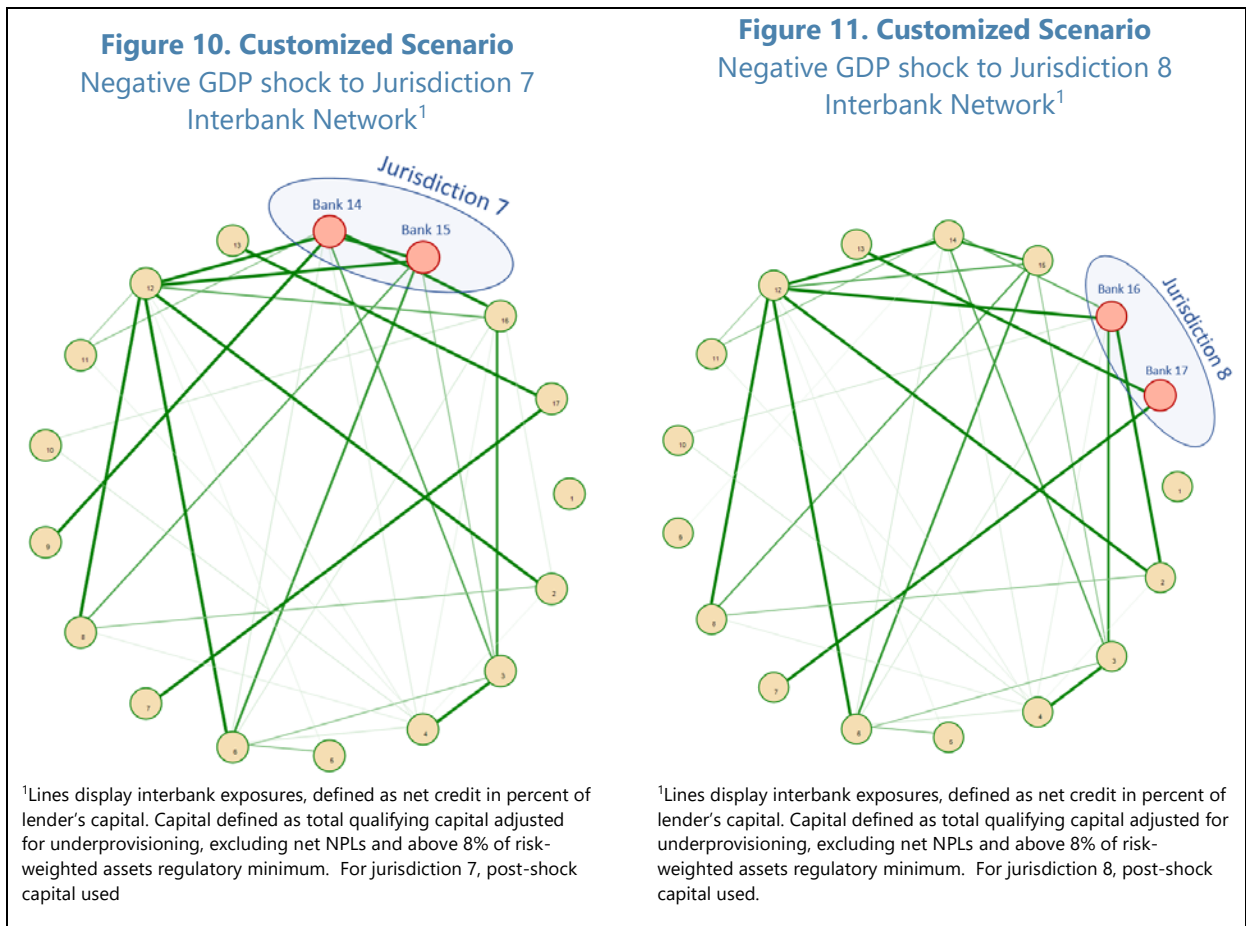 Figure 10. Customized Scenario
Negative GDP shock to Jurisdiction 7
Interbank Network1
Jurisdiction 7
Bank 14
Bank 15
13
12
16
11
17
10
1
9
2
8
3
7
4
6
1Lines display interbank exposures, defined as net credit in percent of
lender's capital. Capital defined as total qualifying capital adjusted
for underprovisioning, excluding net NPLs and above 8% of risk-
weighted assets regulatory minimum.  For jurisdiction 7, post-shock
capital used
Figure 11. Customized Scenario
Negative GDP shock to Jurisdiction 8
Interbank Network1
14
13
15
Bank 16
Jurisdiction 8
12
11
Bank 17
10
1
2
3
7
4
1Lines display interbank exposures, defined as net credit in percent of
lender's capital. Capital defined as total qualifying capital adjusted for
underprovisioning, excluding net NPLs and above 8% of risk-
weighted assets regulatory minimum.  For jurisdiction 8, post-shock
capital used.